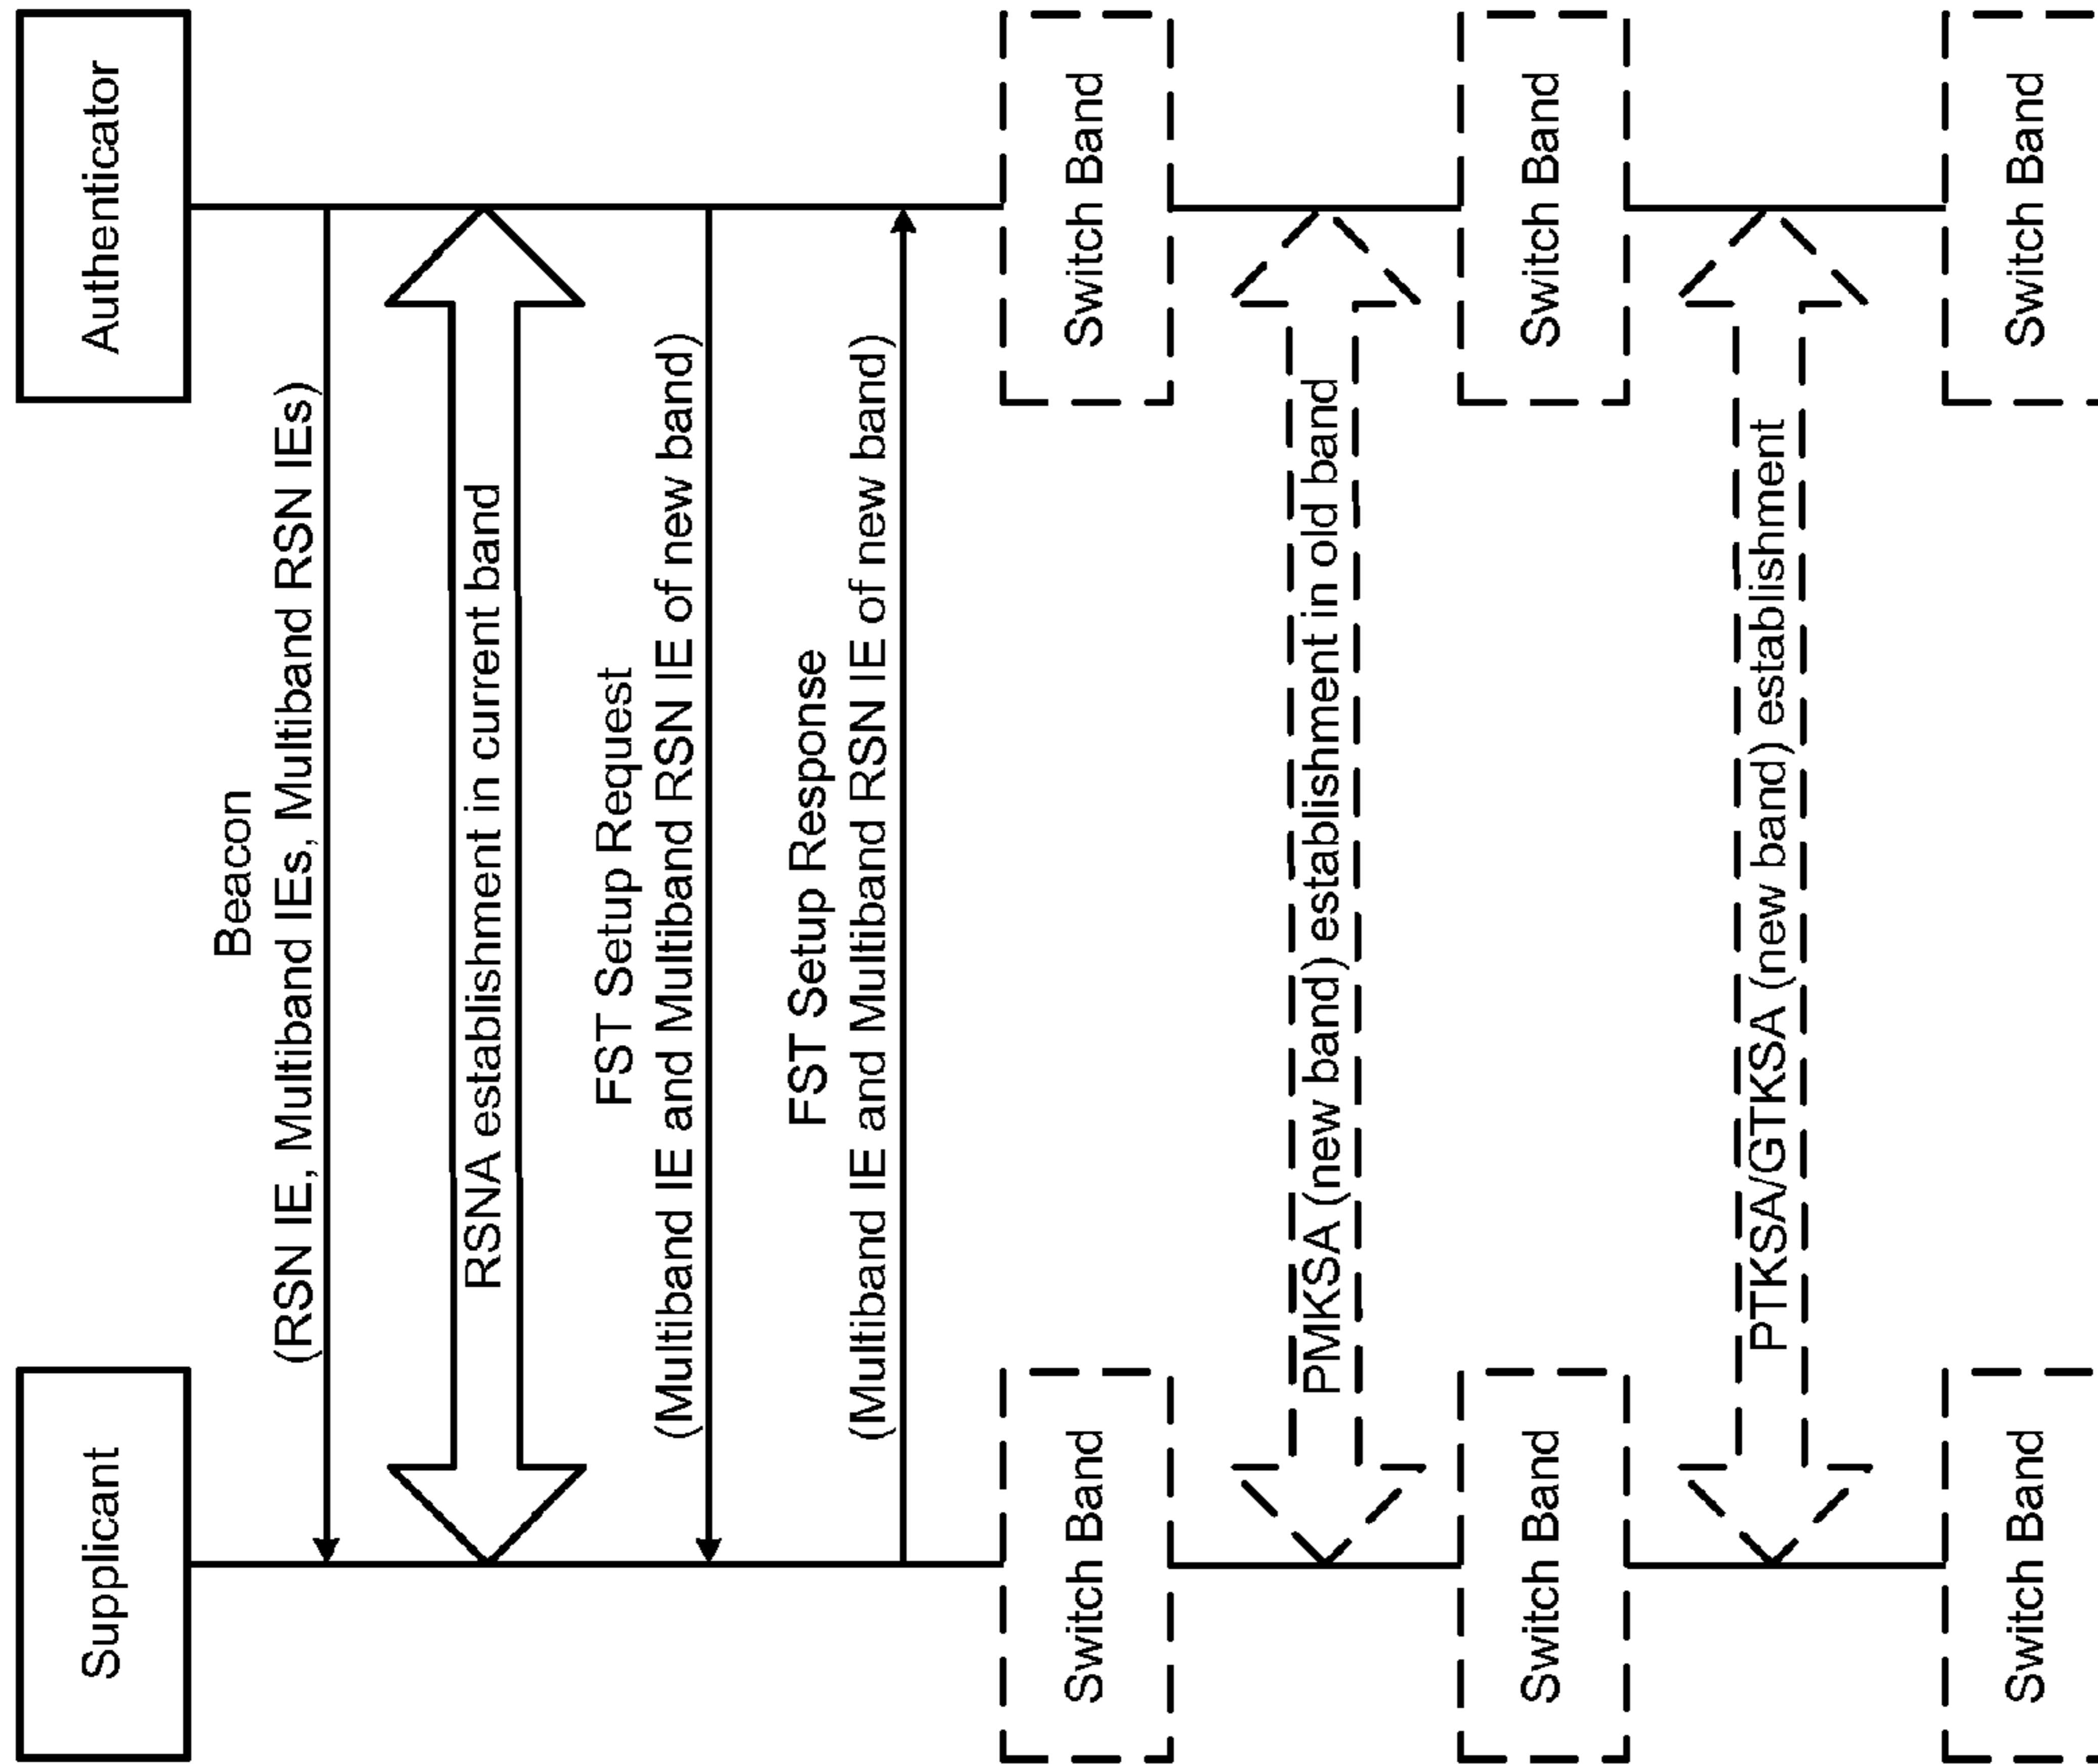 Supplicant
Authenticator
Beacon
(RSN IE, Multiband IEs, Multiband RSN IEs)
RSNA establishment in current band
FST Setup Request
(Multiband IE and Multiband RSN IE of new band)
FST Setup Response
(Multiband IE and Multiband RSN IE of new band)
Switch Band
Switch Band
PMKSA (new band) establishment in old band
Switch Band
Switch Band
PTKSA/GTKSA (new band) establishment
Switch Band
Switch Band